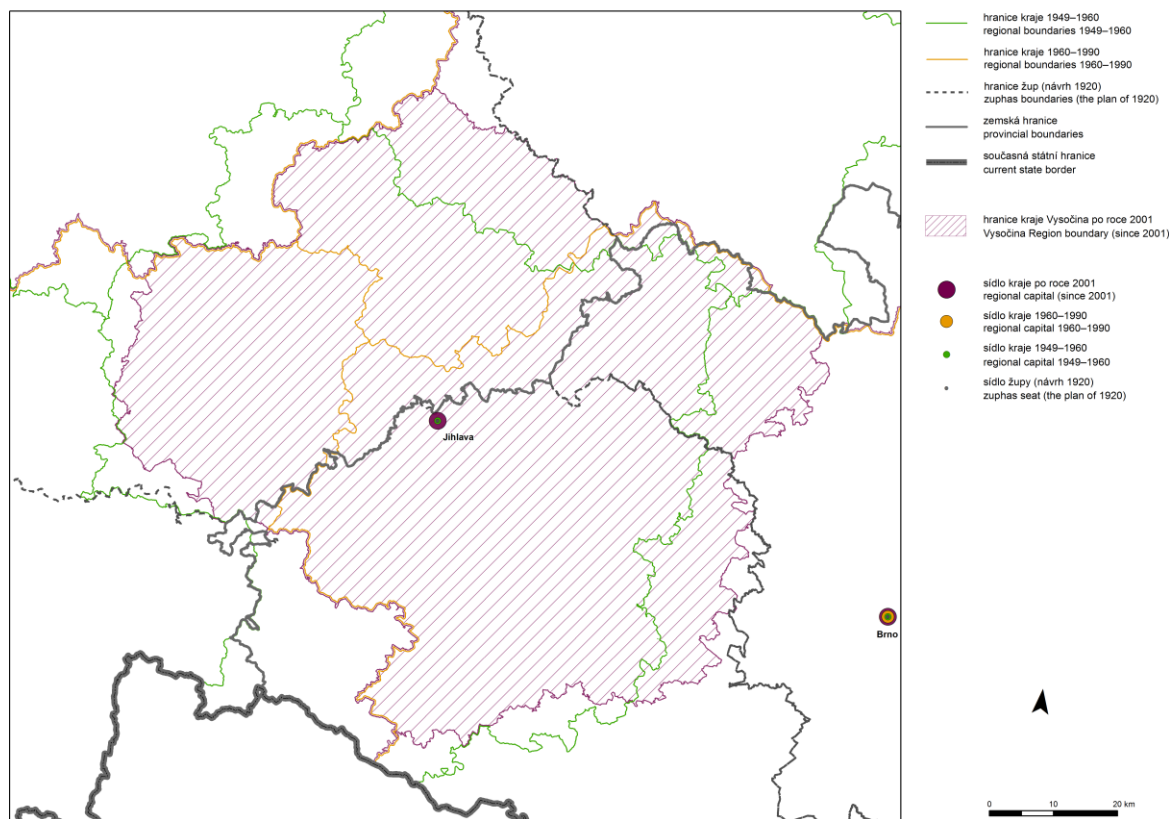 hranice kraje 1949–1960
regional boundaries 1949–1960
hranice kraje 1960–1990
regional boundaries 1960–1990
hranice žup (návrh 1920)
zuphas boundaries (the plan of 1920)
zemská hranice
provincial boundaries
současná státní hranice
current state border
hranice kraje Vysočina po roce 2001
Vysočina Region boundary (since 2001)
sídlo kraje po roce 2001
regional capital (since 2001)
sídlo kraje 1960–1990
regional capital 1960–1990
sídlo kraje 1949–1960
regional capital 1949–1960
sídlo župy (návrh 1920)
zuphas seat (the plan of 1920)
Jihlava
Brno
0 10 20 km